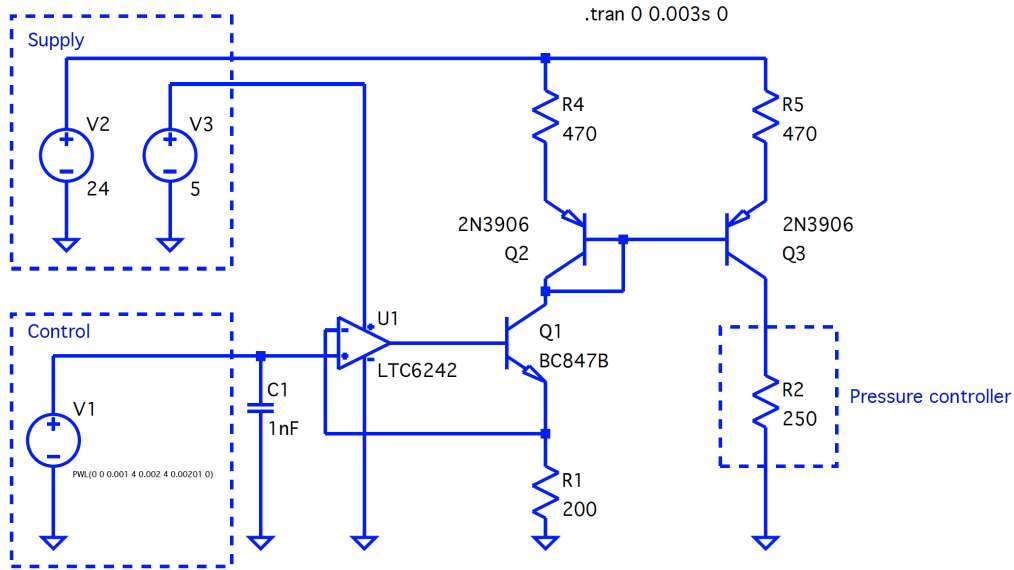 .tran 0 0.003s 0
Supply
V2
24
V3
5
R4
470
R5
470
2N3906
Q2
2N3906
Q3
Control
V1
PWL(0 0 0.001 4 0.002 4 0.00201 0)
C1
1nF
U1
LTC6242
Q1
BC847B
R1
200
R2
250
Pressure controller